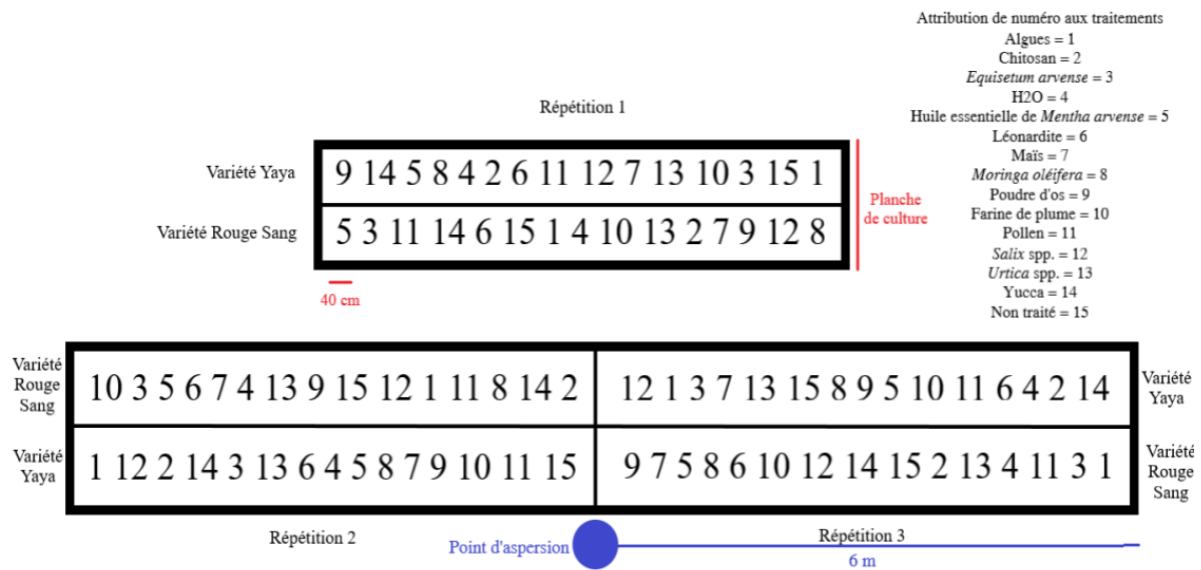 Attribution de numéro aux traitements
Algues = 1
Chitosan = 2
Equisetum arvense = 3
H2O = 4
Huile essentielle de Mentha arvense = 5
Léonardite = 6
Maïs = 7
Moringa oléifera = 8
Poudre d'os = 9
Farine de plume = 10
Pollen = 11
Salix spp. = 12
Urtica spp. = 13
Yucca = 14
Non traité = 15
Répétition 1
Variété Yaya
9 14 5 8 4 2 6 11 12 7 13 10 3 15 1
Variété Rouge Sang
5 3 11 14 6 15 1 4 10 13 2 7 9 12 8
Planche
de culture
40 cm
Variété
Rouge
Sang
10 3 5 6 7 4 13 9 15 12 1 11 8 14 2
12 1 3 7 13 15 8 9 5 10 11 6 4 2 14
Variété
Yaya
Variété
Yaya
1 12 2 14 3 13 6 4 5 8 7 9 10 11 15
9 7 5 8 6 10 12 14 15 2 13 4 11 3 1
Variété
Rouge
Sang
Répétition 2
Point d'aspersion
Répétition 3
6 m